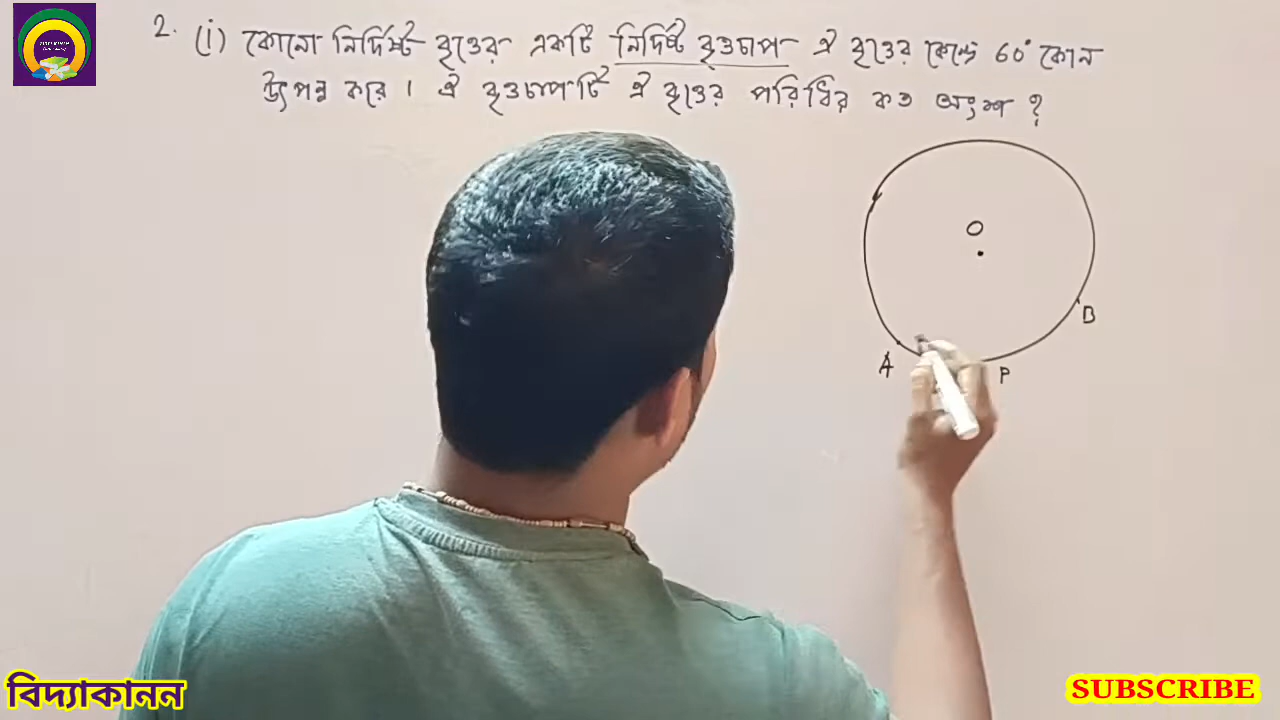 2. (i) কোনো নির্দিষ্ট বৃত্তের একটি নির্দিষ্ট বৃত্তচাপ ঐ বৃত্তের কেন্দ্রে 60° কোন
উৎপন্ন করে। ঐ বৃত্তচাপটি ঐ বৃত্তের পরিধির কত অংশ ?
O
B
A
P
বিদ্যাকানন
SUBSCRIBE